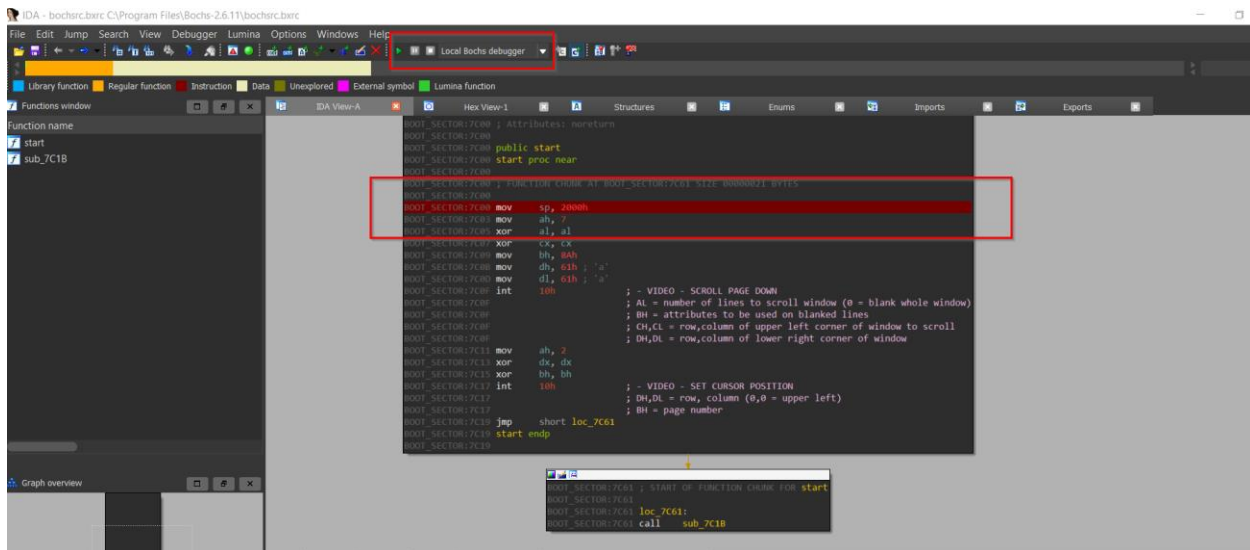 IDA - bochsrc.bxrc C:\Program Files\Bochs-2.6.11\bochsrc.bxrc
File Edit Jump Search View Debugger Lumina Options Windows Help
Local Bochs debugger
Library function Regular function Instruction Data Unexplored External symbol Lumina function
Functions window IDA View-A Hex View-1 Structures Enums Imports Exports
Function name
start
sub_7C1B
BOOT_SECTOR:7C00 ; Attributes: noreturn
BOOT_SECTOR:7C00
BOOT_SECTOR:7C00 public start
BOOT_SECTOR:7C00 start proc near
BOOT_SECTOR:7C00
BOOT_SECTOR:7C00 ; FUNCTION CHUNK AT BOOT_SECTOR:7C61 SIZE 00000021 BYTES
BOOT_SECTOR:7C00
BOOT_SECTOR:7C00 mov sp, 2000h
BOOT_SECTOR:7C03 mov ah, 7
BOOT_SECTOR:7C05 xor al, al
BOOT_SECTOR:7C07 xor cx, cx
BOOT_SECTOR:7C09 mov bh, 8Ah
BOOT_SECTOR:7C0B mov dh, 61h ; 'a'
BOOT_SECTOR:7C0D mov dl, 61h ; 'a'
BOOT_SECTOR:7C0F int 10h ; - VIDEO - SCROLL PAGE DOWN
BOOT_SECTOR:7C0F ; AL = number of lines to scroll window (0 = blank whole window)
BOOT_SECTOR:7C0F ; BH = attributes to be used on blanked lines
BOOT_SECTOR:7C0F ; CH,CL = row,column of upper left corner of window to scroll
BOOT_SECTOR:7C0F ; DH,DL = row,column of lower right corner of window
BOOT_SECTOR:7C11 mov ah, 2
BOOT_SECTOR:7C13 xor dx, dx
BOOT_SECTOR:7C15 xor bh, bh
BOOT_SECTOR:7C17 int 10h ; - VIDEO - SET CURSOR POSITION
BOOT_SECTOR:7C17 ; DH,DL = row, column (0,0 = upper left)
BOOT_SECTOR:7C17 ; BH = page number
BOOT_SECTOR:7C19 jmp short loc_7C61
BOOT_SECTOR:7C19 start endp
BOOT_SECTOR:7C19
Graph overview
BOOT_SECTOR:7C61 ; START OF FUNCTION CHUNK FOR start
BOOT_SECTOR:7C61
BOOT_SECTOR:7C61 loc_7C61:
BOOT_SECTOR:7C61 call sub_7C1B